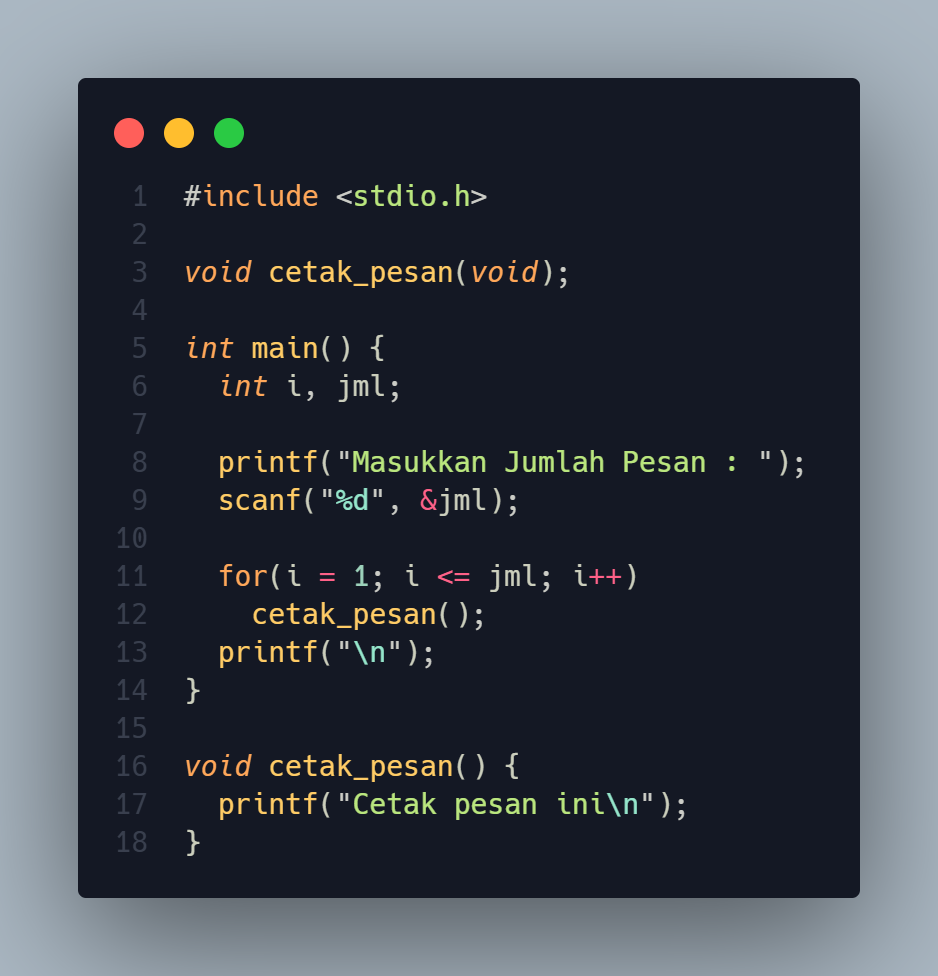 1 #include <stdio.h>
2
3 void cetak_pesan(void);
4
5 int main() {
6   int i, jml;
7
8   printf("Masukkan Jumlah Pesan : ");
9   scanf("%d", &jml);
10
11   for(i = 1; i <= jml; i++)
12     cetak_pesan();
13   printf("\n");
14 }
15
16 void cetak_pesan() {
17   printf("Cetak pesan ini\n");
18 }